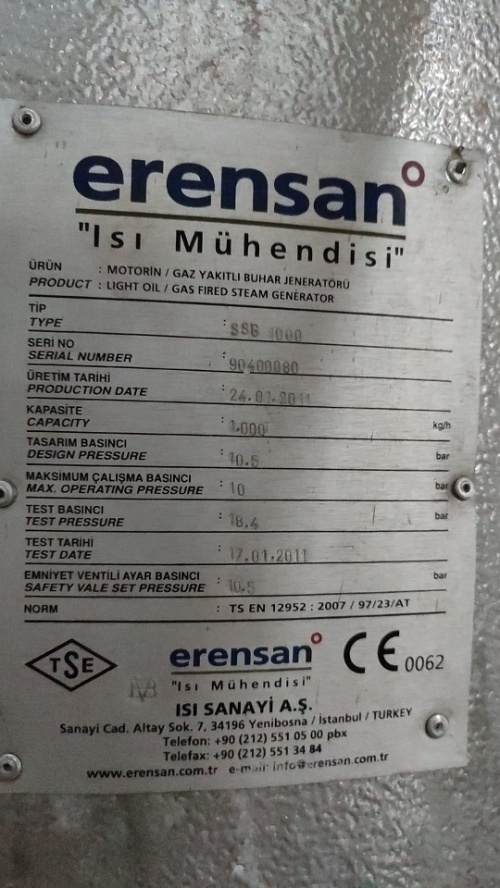 erensan
"Isı Mühendisi"
ÜRÜN : MOTORİN / GAZ YAKITLI BUHAR JENERATÖRÜ
PRODUCT : LIGHT OIL / GAS FIRED STEAM GENERATOR
TİP
TYPE : SSB 1000
SERİ NO
SERIAL NUMBER : 90400080
ÜRETİM TARİHİ
PRODUCTION DATE : 24.01.2011
KAPASİTE
CAPACITY : 1.000 kg/h
TASARIM BASINCI
DESIGN PRESSURE : 10.5 bar
MAKSİMUM ÇALIŞMA BASINCI
MAX. OPERATING PRESSURE : 10 bar
TEST BASINCI
TEST PRESSURE : 18.4 bar
TEST TARİHİ
TEST DATE : 17.01.2011
EMNİYET VENTİLİ AYAR BASINCI
SAFETY VALE SET PRESSURE : 10.5 bar
NORM : TS EN 12952 : 2007 / 97/23/AT
TSE
erensan
"Isı Mühendisi"
CE 0062
ISI SANAYİ A.Ş.
Sanayi Cad. Altay Sok. 7, 34196 Yenibosna / İstanbul / TURKEY
Telefon: +90 (212) 551 05 00 pbx
Telefax: +90 (212) 551 34 84
www.erensan.com.tr e-mail: info@erensan.com.tr